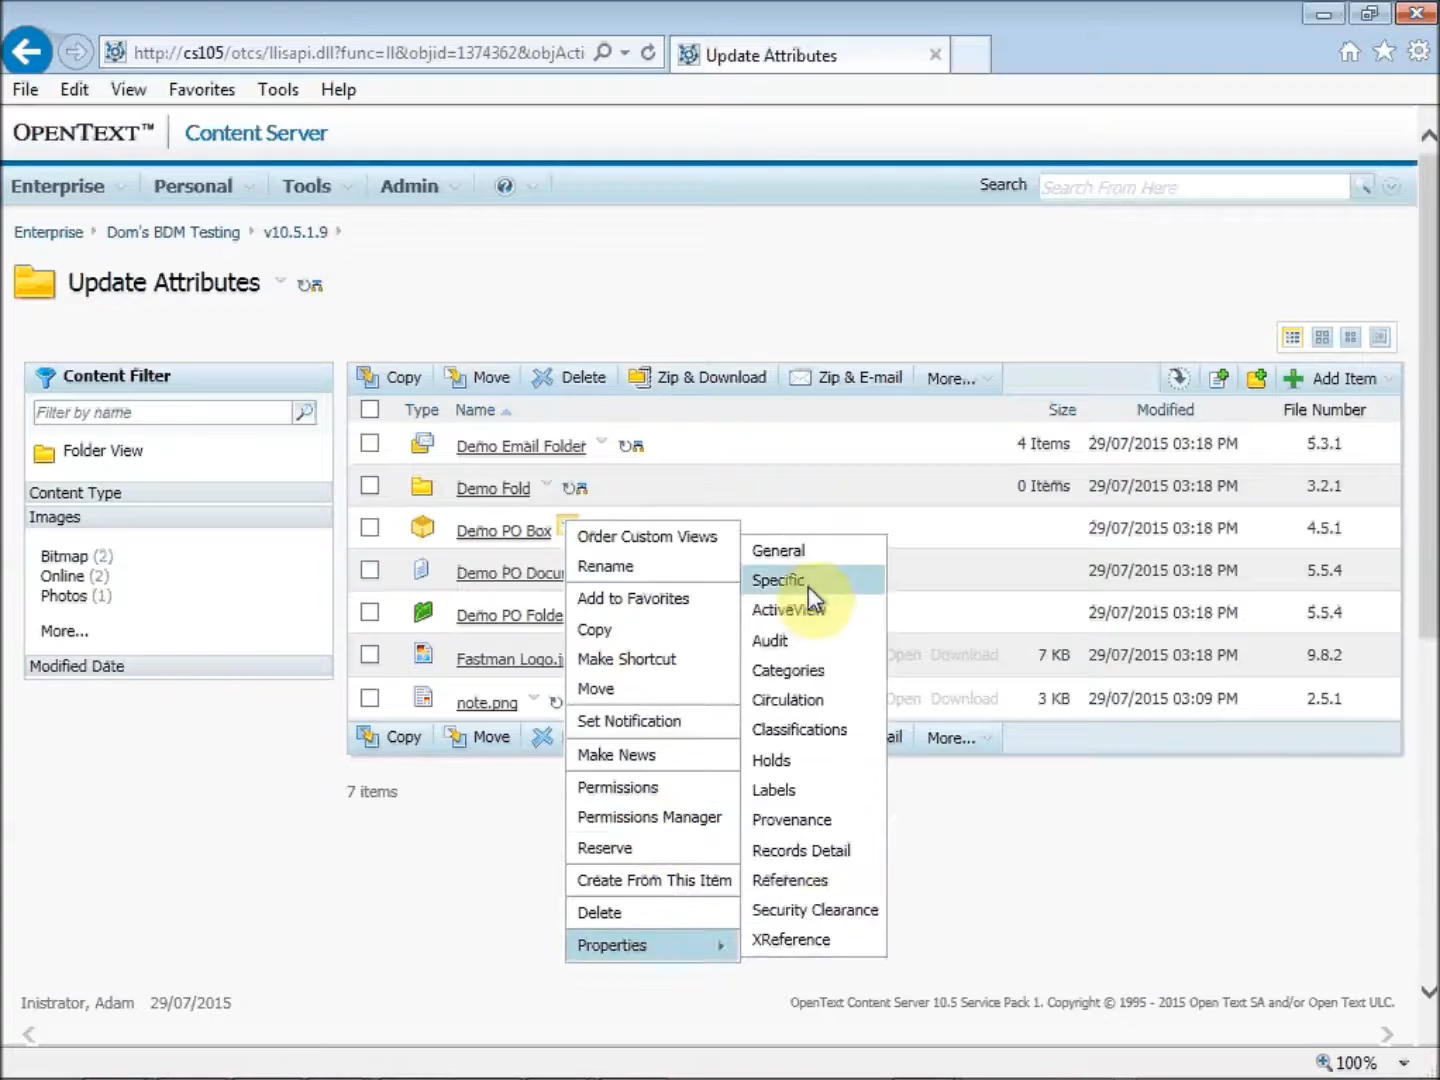 http://cs105/otcs/llisapi.dll?func=ll&objid=1374362&objActi
Update Attributes
File Edit View Favorites Tools Help
OPENTEXT™ Content Server
Enterprise Personal Tools Admin Search Search From Here
Enterprise Dom's BDM Testing v10.5.1.9
Update Attributes
Content Filter
Filter by name
Folder View
Content Type
Images
Bitmap (2)
Online (2)
Photos (1)
More...
Modified Date
Copy Move Delete Zip & Download Zip & E-mail More... Add Item
Type Name Size Modified File Number
Demo Email Folder 4 Items 29/07/2015 03:18 PM 5.3.1
Demo Fold 0 Items 29/07/2015 03:18 PM 3.2.1
Demo PO Box 29/07/2015 03:18 PM 4.5.1
Demo PO Docu 29/07/2015 03:18 PM 5.5.4
Demo PO Folde 29/07/2015 03:18 PM 5.5.4
Fastman Logo.j Open Download 7 KB 29/07/2015 03:18 PM 9.8.2
note.png Open Download 3 KB 29/07/2015 03:09 PM 2.5.1
Copy Move ail More...
7 items
Order Custom Views
Rename
Add to Favorites
Copy
Make Shortcut
Move
Set Notification
Make News
Permissions
Permissions Manager
Reserve
Create From This Item
Delete
Properties
General
Specific
ActiveView
Audit
Categories
Circulation
Classifications
Holds
Labels
Provenance
Records Detail
References
Security Clearance
XReference
Inistrator, Adam 29/07/2015
OpenText Content Server 10.5 Service Pack 1. Copyright © 1995 - 2015 Open Text SA and/or Open Text ULC.
100%